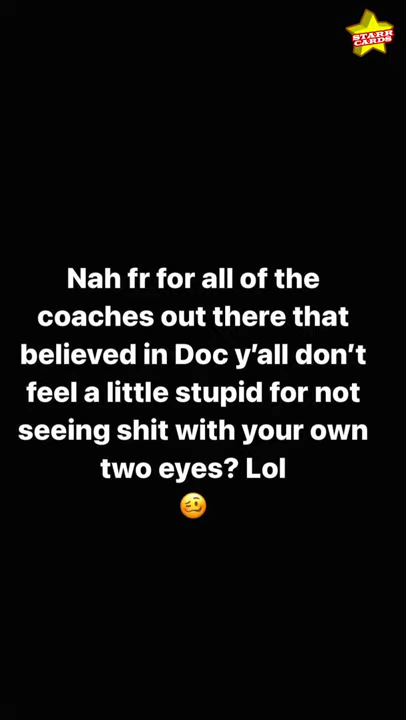 STARR
CARDS
Nah fr for all of the
coaches out there that
believed in Doc y’all don’t
feel a little stupid for not
seeing shit with your own
two eyes? Lol
🥴